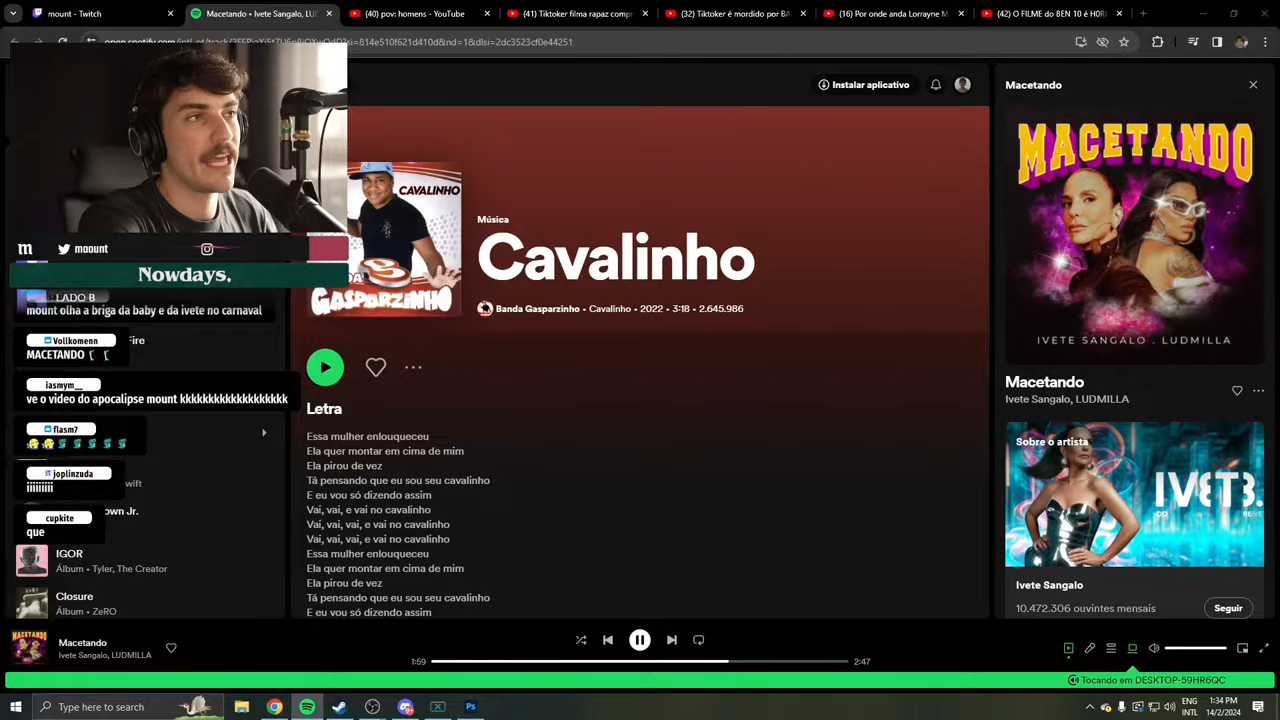 mount - Twitch
Macetando • Ivete Sangalo, LU
(40) pov: homens - YouTube
(41) Tiktoker filma rapaz comp
(32) Tiktoker é mordido por BA
(16) Por onde anda Lorrayne M
(42) O FILME do BEN 10 é HOR
Instalar aplicativo
Macetando
MACETANDO
IVETE SANGALO . LUDMILLA
CAVALINHO
GASPARZINHO
Música
Cavalinho
Banda Gasparzinho • Cavalinho • 2022 • 3:18 • 2.645.986
m
moount
Nowdays,
LADO B
mount olha a briga da baby e da ivete no carnaval
Vollkomenn
Fire
MACETANDO
iasmym__
ve o video do apocalipse mount kkkkkkkkkkkkkkkkkkk
flasm7
joplinzuda
wift
iiiiiiii
cupkite
own Jr.
que
IGOR
Álbum • Tyler, The Creator
Closure
Álbum • ZeRO
Letra
Essa mulher enlouqueceu
Ela quer montar em cima de mim
Ela pirou de vez
Tá pensando que eu sou seu cavalinho
E eu vou só dizendo assim
Vai, vai, e vai no cavalinho
Vai, vai, vai, e vai no cavalinho
Vai, vai, vai, e vai no cavalinho
Essa mulher enlouqueceu
Ela quer montar em cima de mim
Ela pirou de vez
Tá pensando que eu sou seu cavalinho
E eu vou só dizendo assim
Macetando
Ivete Sangalo, LUDMILLA
Sobre o artista
Ivete Sangalo
10.472.306 ouvintes mensais
Seguir
Macetando
Ivete Sangalo, LUDMILLA
1:59
2:47
Tocando em DESKTOP-59HR6QC
Type here to search
ENG
INTL
1:34 PM
14/2/2024